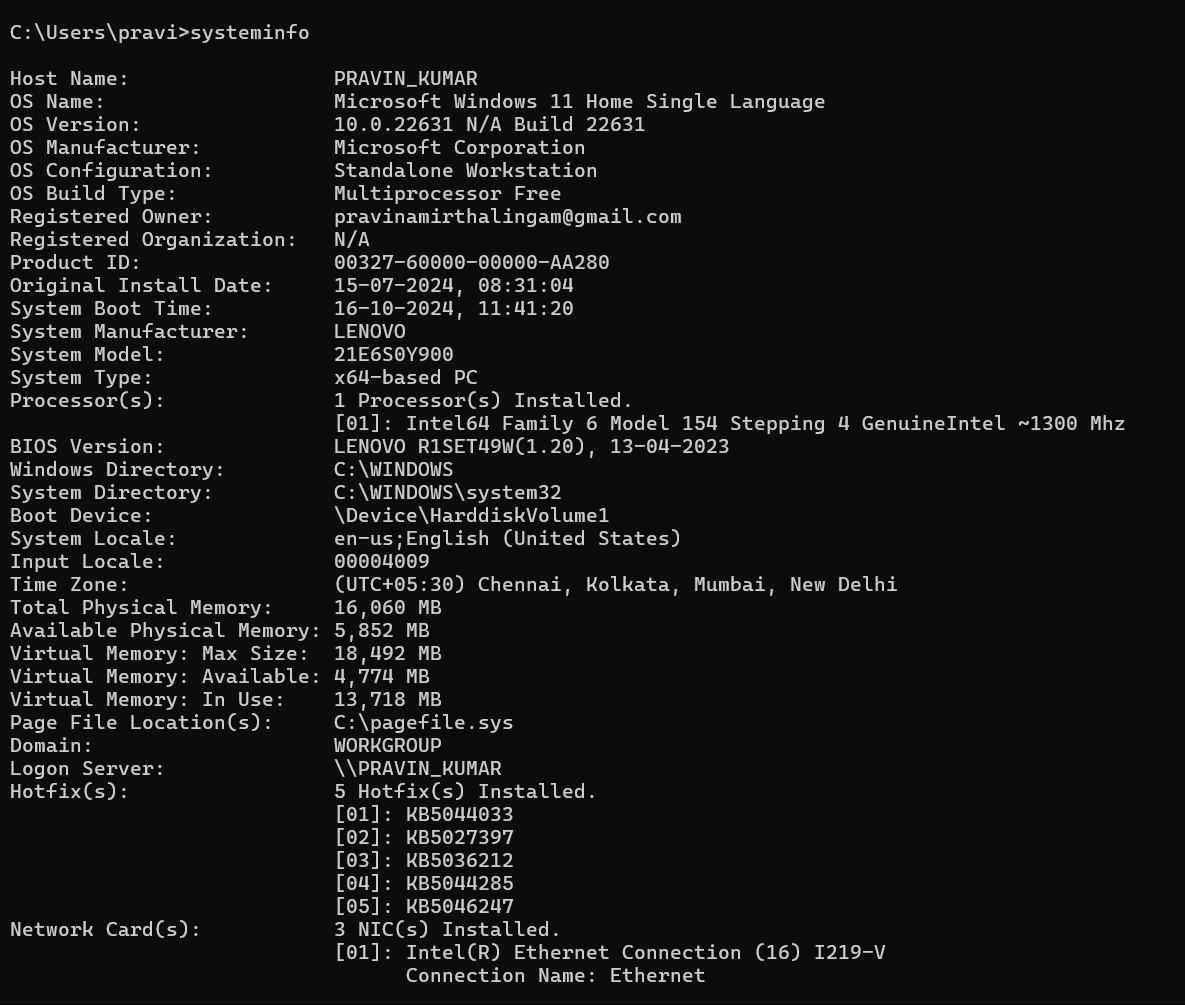 C:\Users\pravi>systeminfo
Host Name: PRAVIN_KUMAR
OS Name: Microsoft Windows 11 Home Single Language
OS Version: 10.0.22631 N/A Build 22631
OS Manufacturer: Microsoft Corporation
OS Configuration: Standalone Workstation
OS Build Type: Multiprocessor Free
Registered Owner: pravinamirthalingam@gmail.com
Registered Organization: N/A
Product ID: 00327-60000-00000-AA280
Original Install Date: 15-07-2024, 08:31:04
System Boot Time: 16-10-2024, 11:41:20
System Manufacturer: LENOVO
System Model: 21E6S0Y900
System Type: x64-based PC
Processor(s): 1 Processor(s) Installed.
[01]: Intel64 Family 6 Model 154 Stepping 4 GenuineIntel ~1300 Mhz
BIOS Version: LENOVO R1SET49W(1.20), 13-04-2023
Windows Directory: C:\WINDOWS
System Directory: C:\WINDOWS\system32
Boot Device: \Device\HarddiskVolume1
System Locale: en-us;English (United States)
Input Locale: 00004009
Time Zone: (UTC+05:30) Chennai, Kolkata, Mumbai, New Delhi
Total Physical Memory: 16,060 MB
Available Physical Memory: 5,852 MB
Virtual Memory: Max Size: 18,492 MB
Virtual Memory: Available: 4,774 MB
Virtual Memory: In Use: 13,718 MB
Page File Location(s): C:\pagefile.sys
Domain: WORKGROUP
Logon Server: \\PRAVIN_KUMAR
Hotfix(s): 5 Hotfix(s) Installed.
[01]: KB5044033
[02]: KB5027397
[03]: KB5036212
[04]: KB5044285
[05]: KB5046247
Network Card(s): 3 NIC(s) Installed.
[01]: Intel(R) Ethernet Connection (16) I219-V
Connection Name: Ethernet